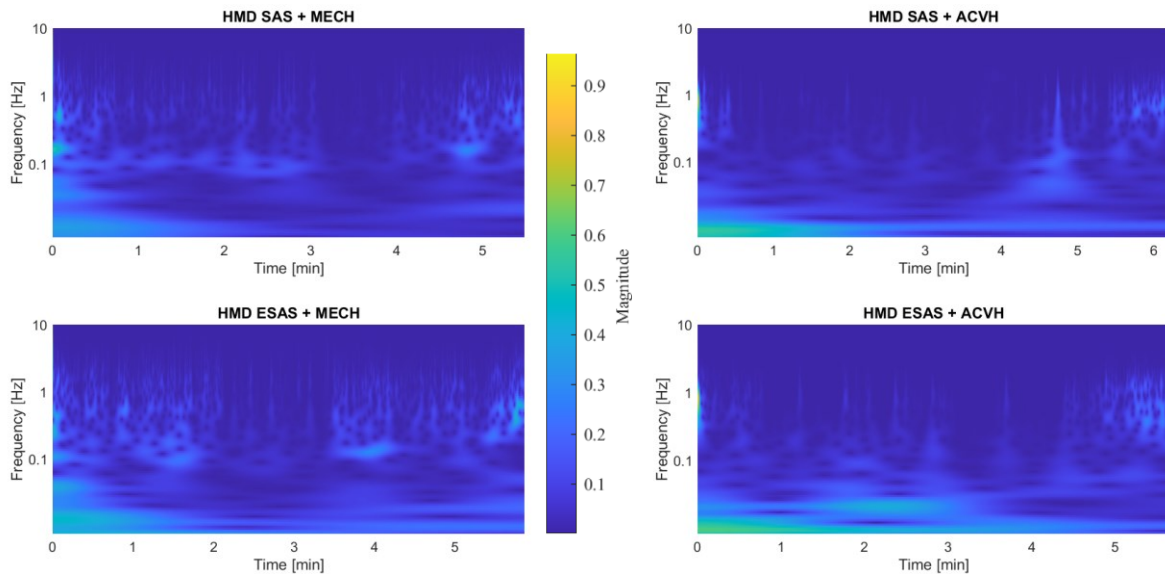 HMD SAS + MECH
10
1
0.1
Frequency [Hz]
0 1 2 3 4 5
Time [min]
0.9
0.8
0.7
0.6
0.5
0.4
0.3
0.2
0.1
Magnitude
HMD SAS + ACVH
10
1
0.1
Frequency [Hz]
0 1 2 3 4 5 6
Time [min]
HMD ESAS + MECH
10
1
0.1
Frequency [Hz]
0 1 2 3 4 5
Time [min]
HMD ESAS + ACVH
10
1
0.1
Frequency [Hz]
0 1 2 3 4 5
Time [min]